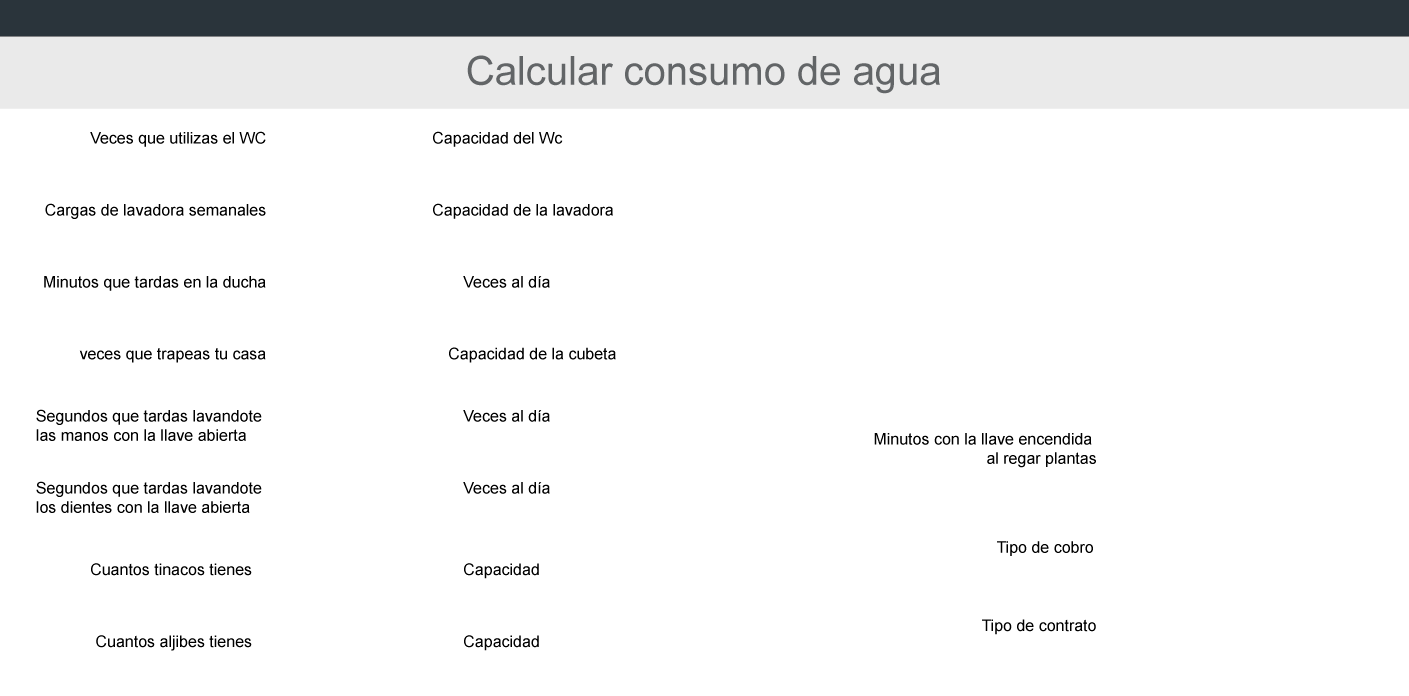 Calcular consumo de agua
Veces que utilizas el WC
Capacidad del Wc
Cargas de lavadora semanales
Capacidad de la lavadora
Minutos que tardas en la ducha
Veces al día
veces que trapeas tu casa
Capacidad de la cubeta
Segundos que tardas lavandote
las manos con la llave abierta
Veces al día
Minutos con la llave encendida
al regar plantas
Segundos que tardas lavandote
los dientes con la llave abierta
Veces al día
Tipo de cobro
Cuantos tinacos tienes
Capacidad
Tipo de contrato
Cuantos aljibes tienes
Capacidad